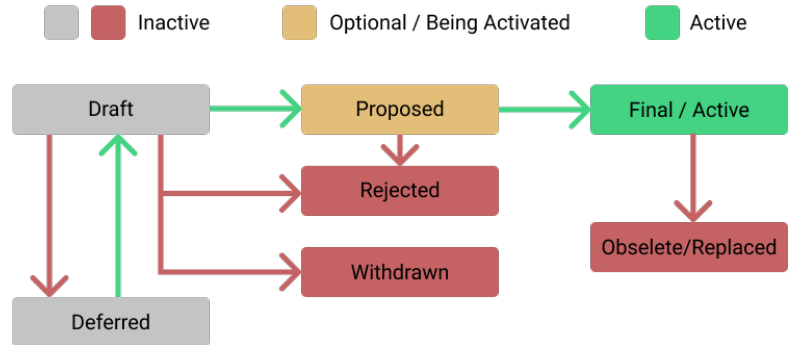 Inactive
Optional / Being Activated
Active
Draft
Proposed
Final / Active
Rejected
Obselete/Replaced
Withdrawn
Deferred